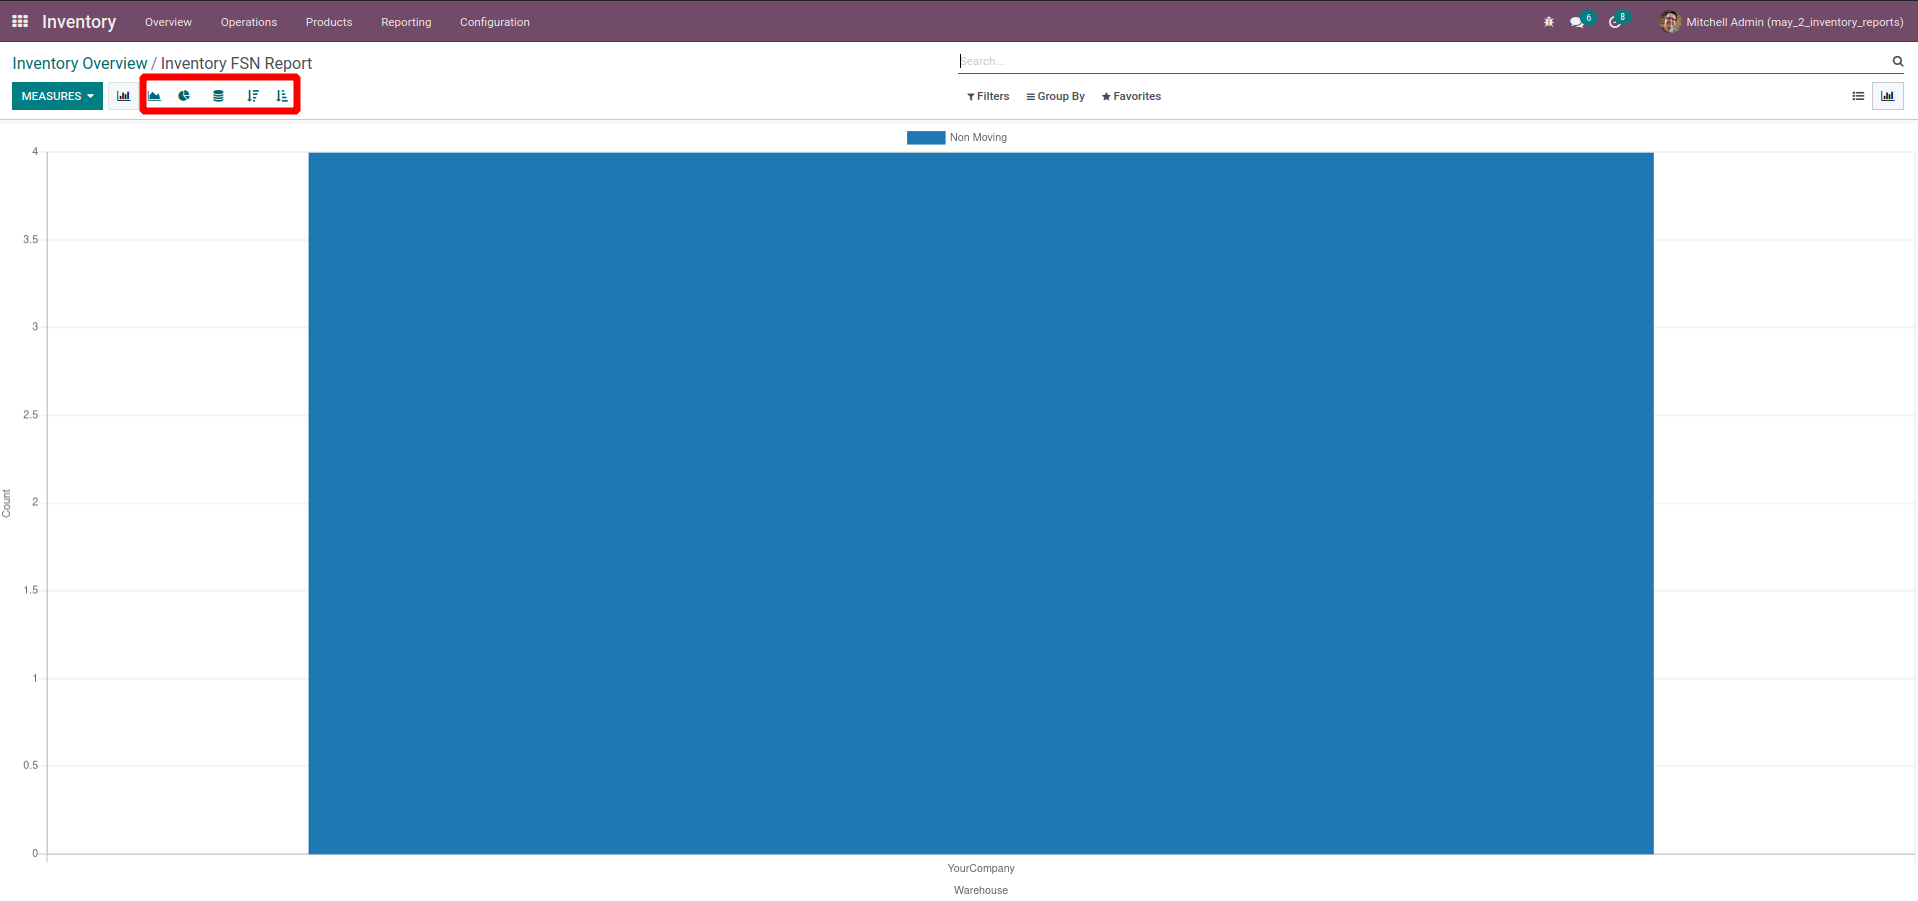 Inventory Overview Operations Products Reporting Configuration 6 8 Mitchell Admin (may_2_inventory_reports)
Inventory Overview / Inventory FSN Report
Search...
MEASURES
Filters Group By Favorites
Non Moving
4
3.5
3
2.5
2
1.5
1
0.5
0
Count
YourCompany
Warehouse